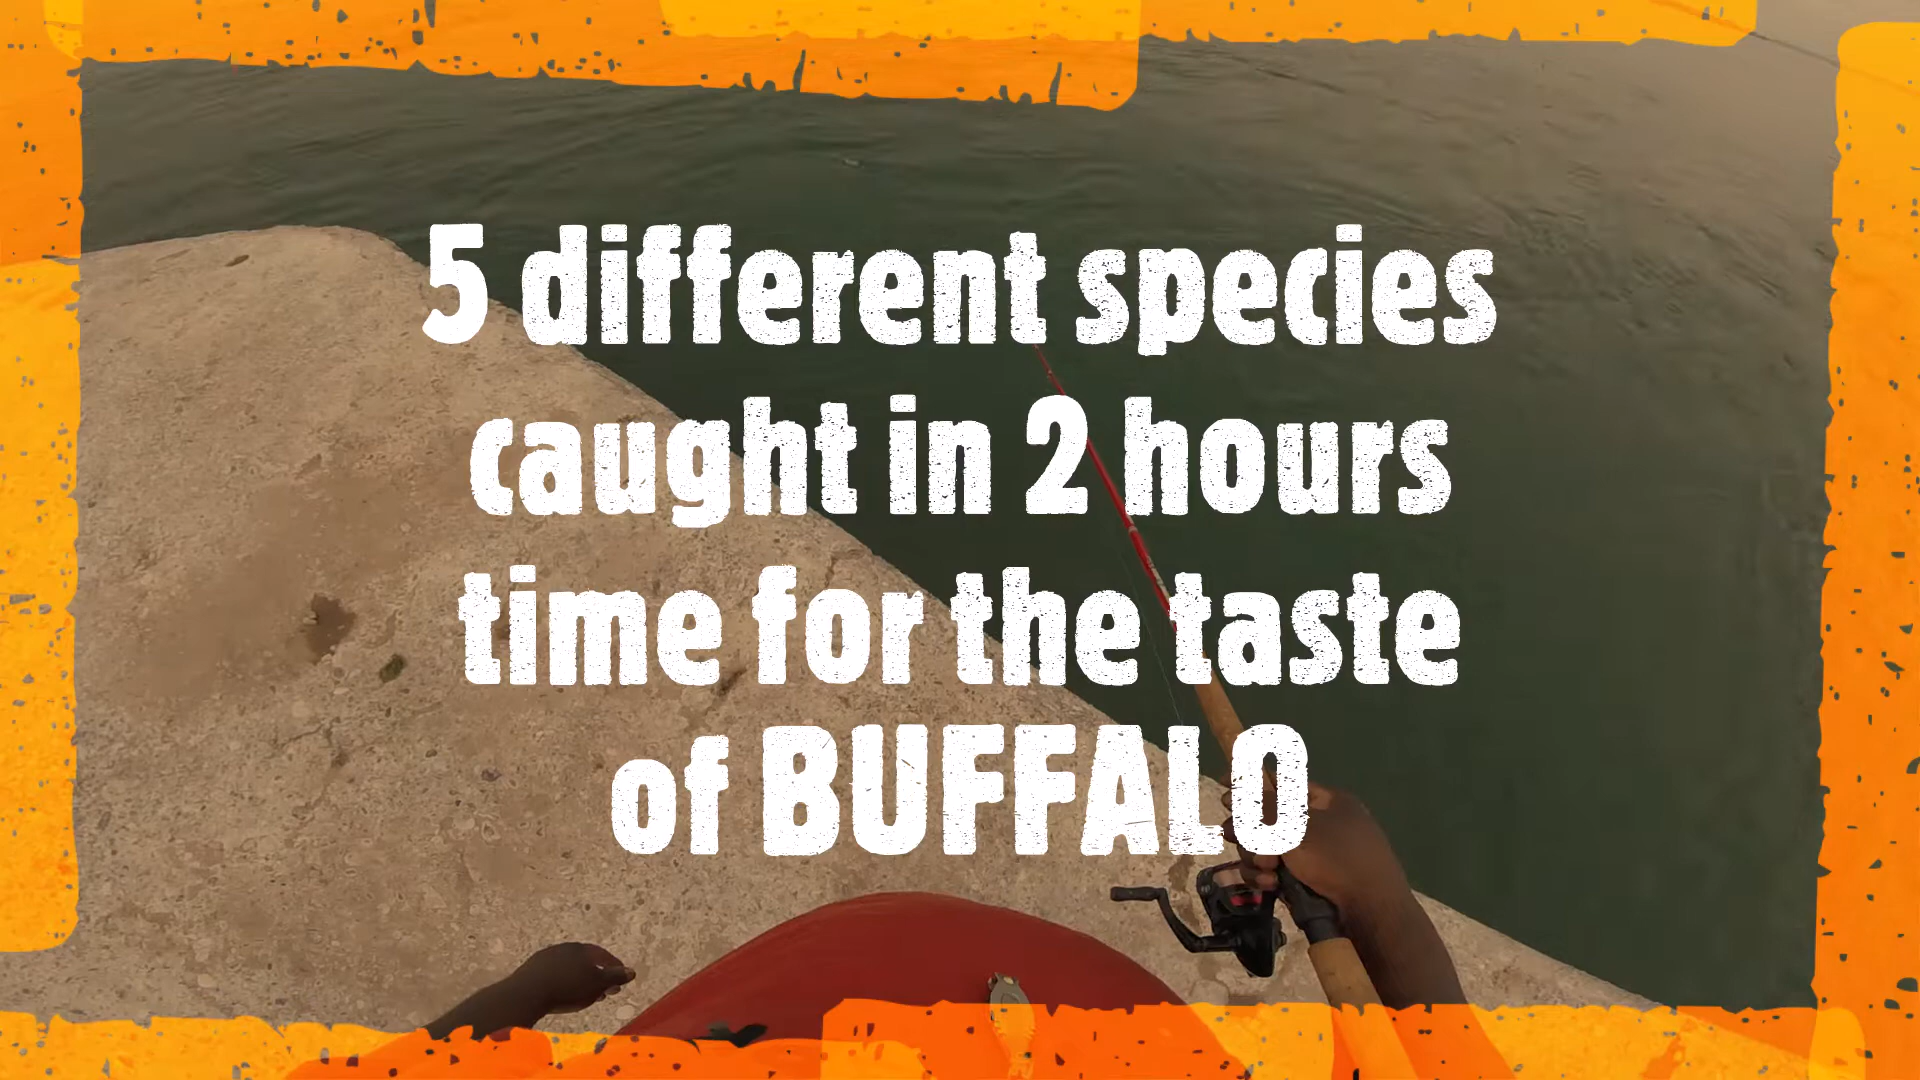 5 different species
caught in 2 hours
time for the taste
of BUFFALO